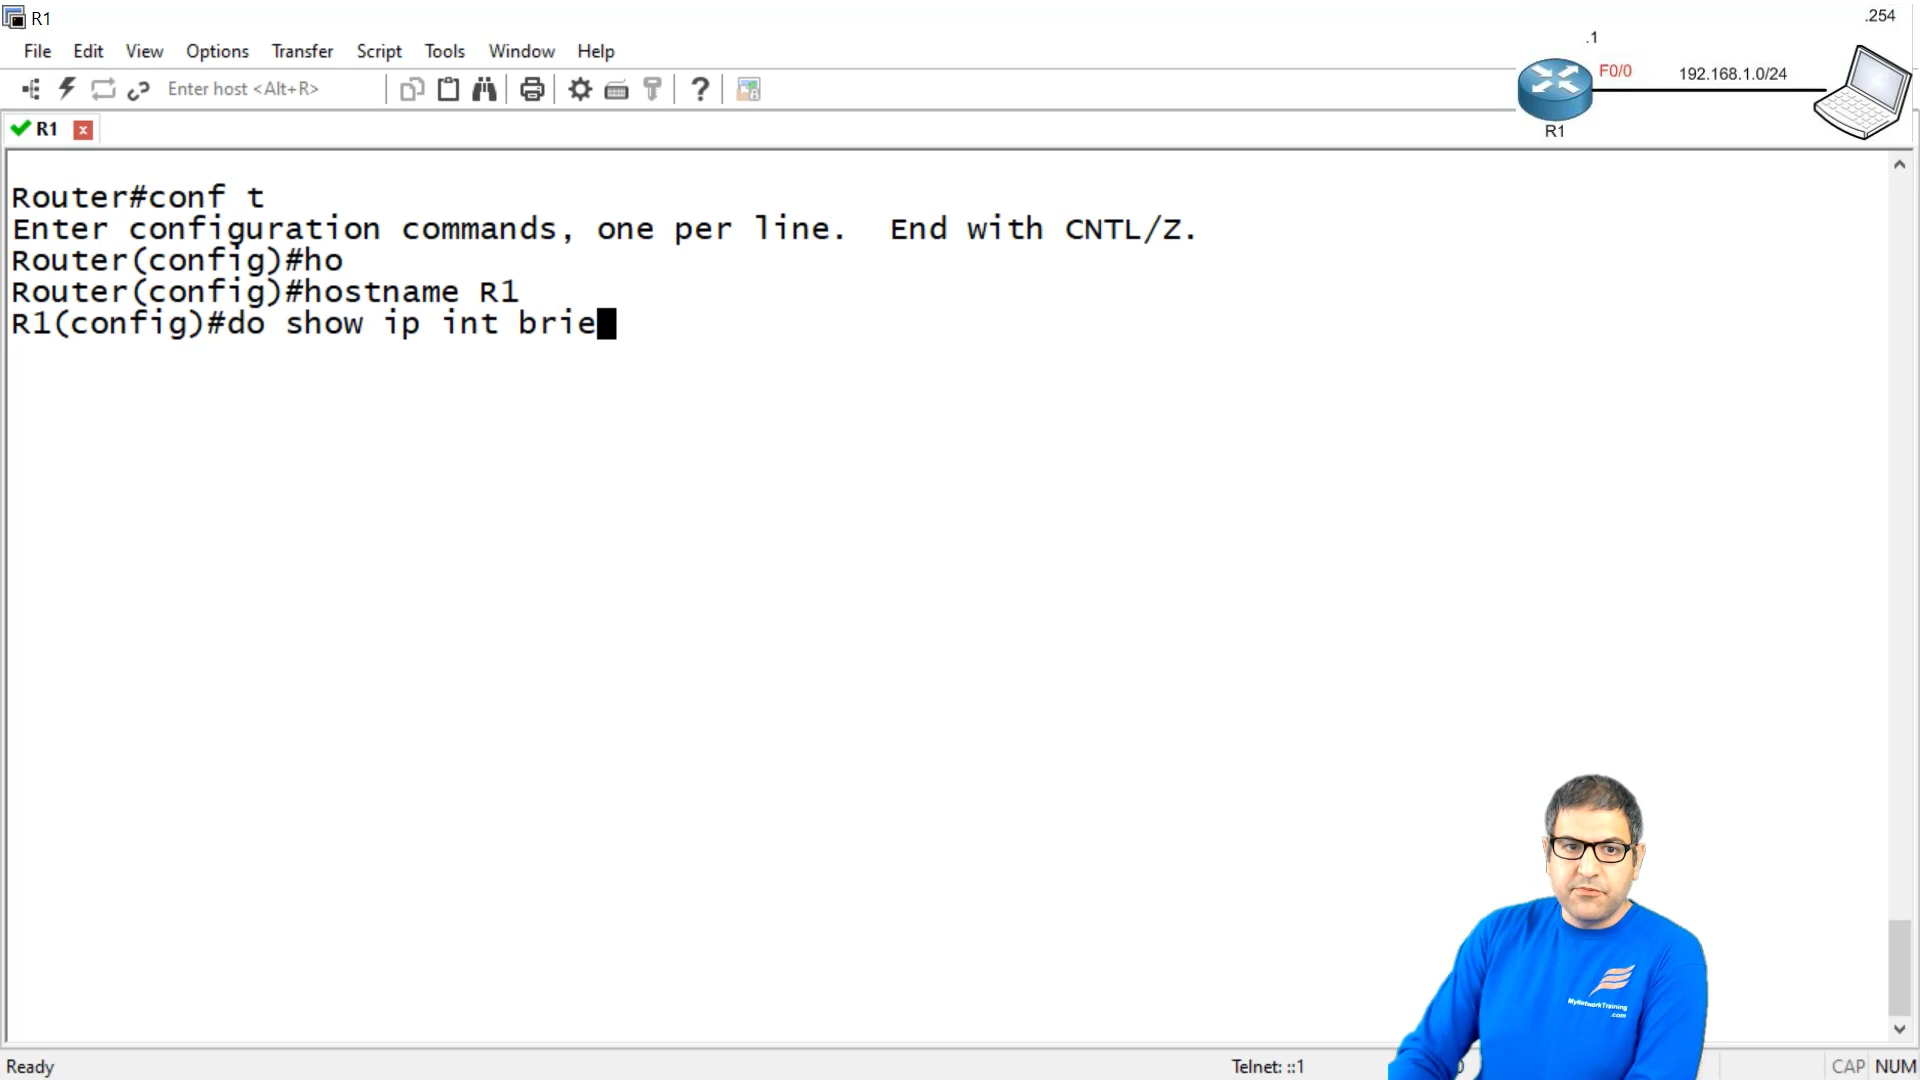 R1
.254
File Edit View Options Transfer Script Tools Window Help
.1
F0/0
192.168.1.0/24
Enter host <Alt+R>
R1
R1
Router#conf t
Enter configuration commands, one per line.  End with CNTL/Z.
Router(config)#ho
Router(config)#hostname R1
R1(config)#do show ip int brie
MyNetworkTraining
.com
Ready
Telnet: ::1
CAP NUM